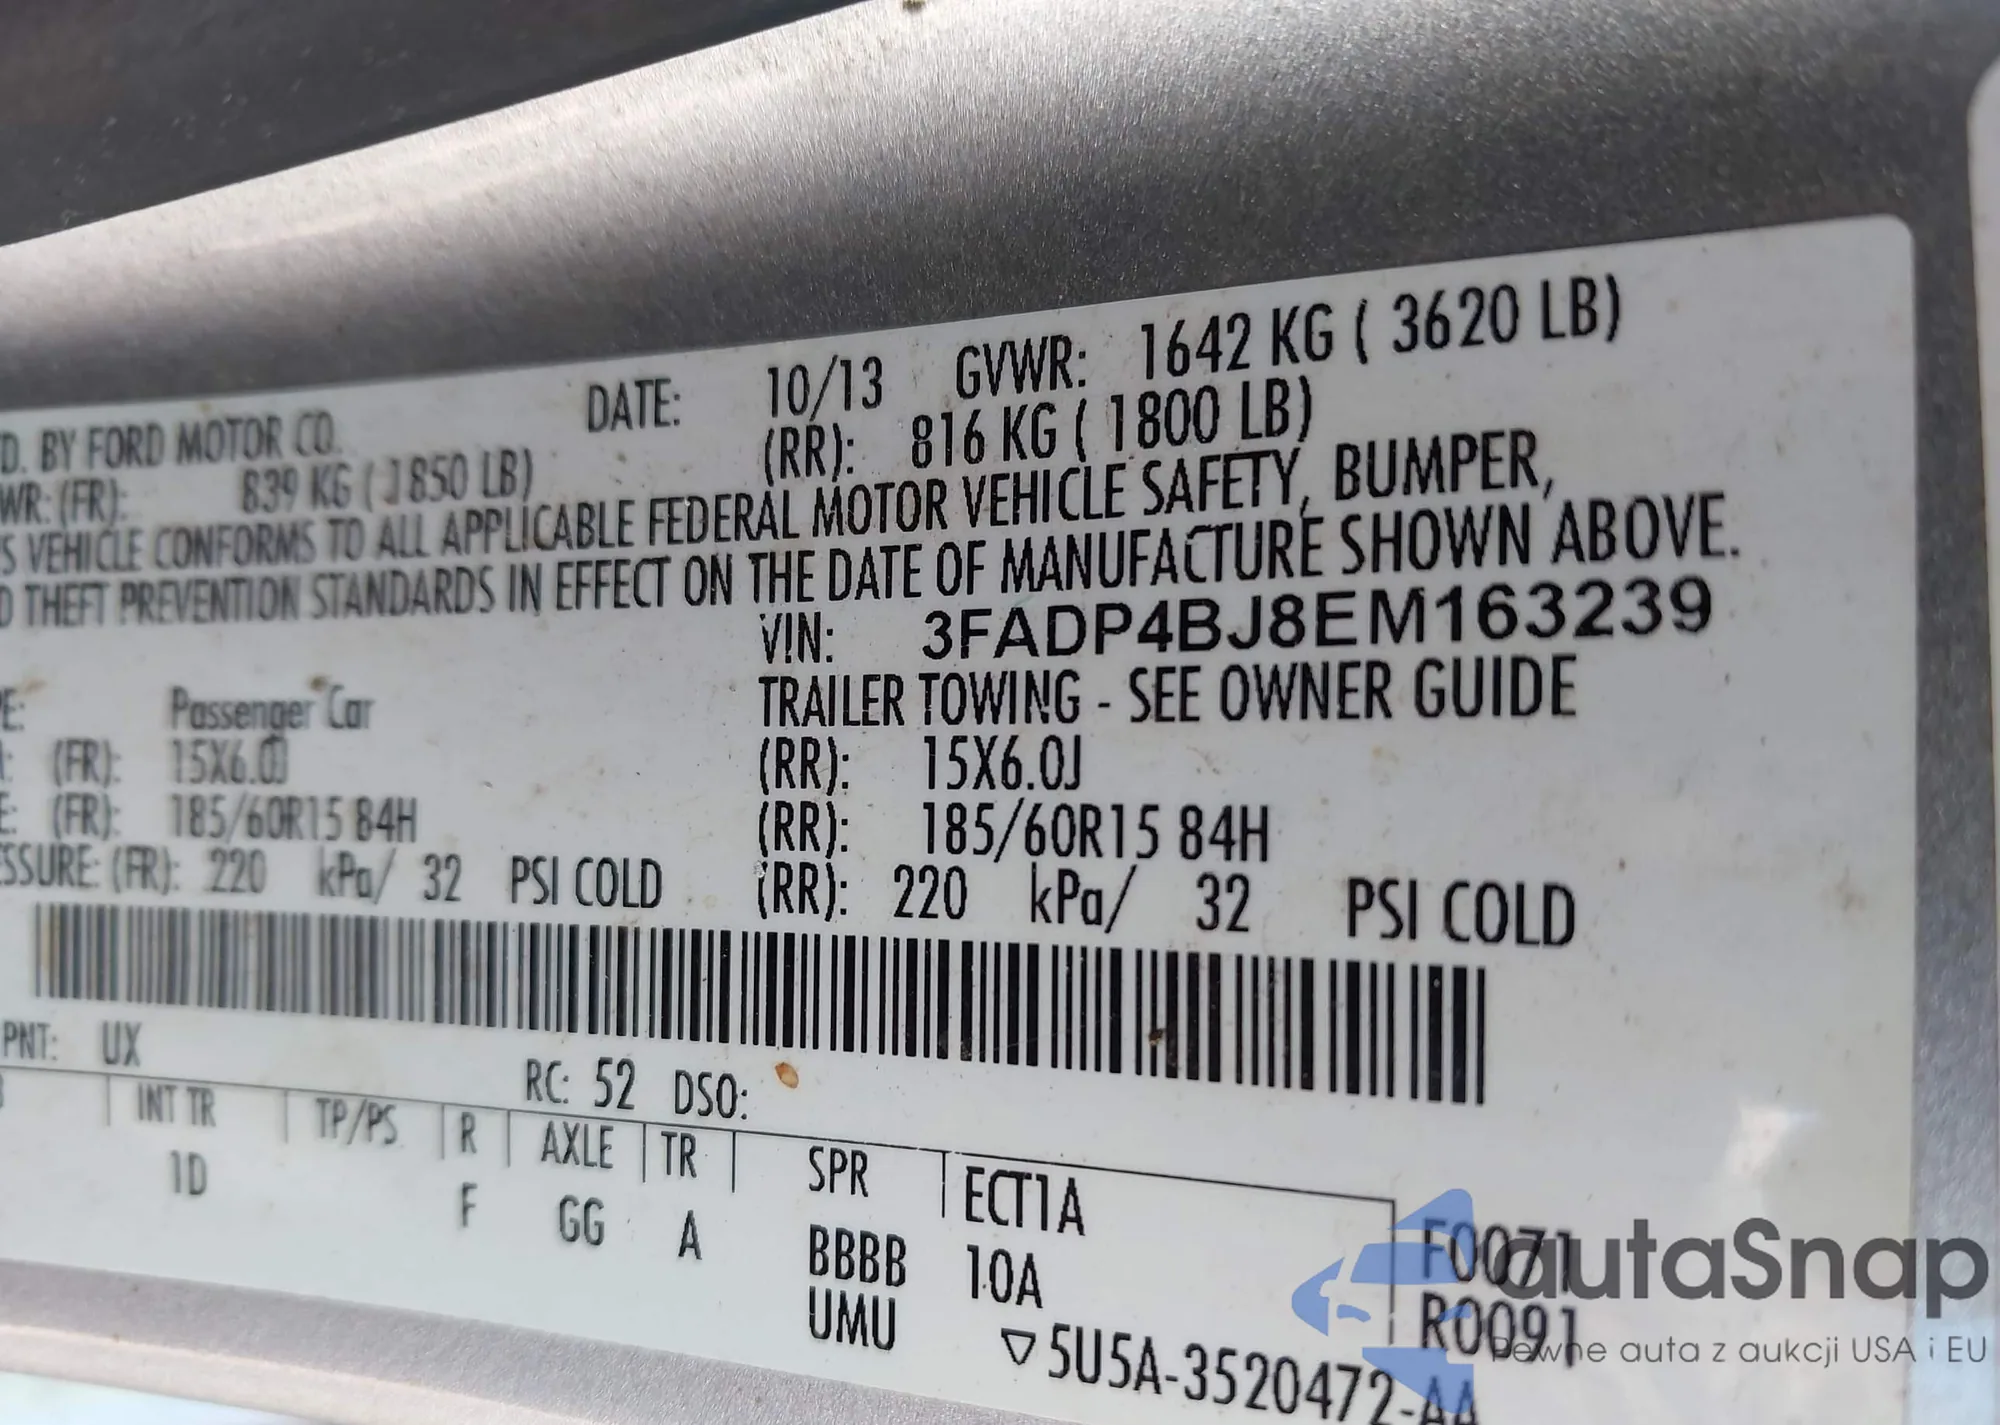 D. BY FORD MOTOR CO. DATE: 10/13 GVWR: 1642 KG ( 3620 LB)
WR: (FR): 839 KG ( 1850 LB) (RR): 816 KG ( 1800 LB)
S VEHICLE CONFORMS TO ALL APPLICABLE FEDERAL MOTOR VEHICLE SAFETY, BUMPER,
D THEFT PREVENTION STANDARDS IN EFFECT ON THE DATE OF MANUFACTURE SHOWN ABOVE.
VIN: 3FADP4BJ8EM163239
E: Passenger Car TRAILER TOWING - SEE OWNER GUIDE
(FR): 15X6.0J (RR): 15X6.0J
E: (FR): 185/60R15 84H (RR): 185/60R15 84H
SSURE: (FR): 220 kPa/ 32 PSI COLD (RR): 220 kPa/ 32 PSI COLD
PNT: UX RC: 52 DSO:
INT TR TP/PS R AXLE TR SPR ECT1A
1D F GG A BBBB 10A F0071
UMU R0091
▽ 5U5A-3520472-AA
autaSnap
Pewne auta z aukcji USA i EU